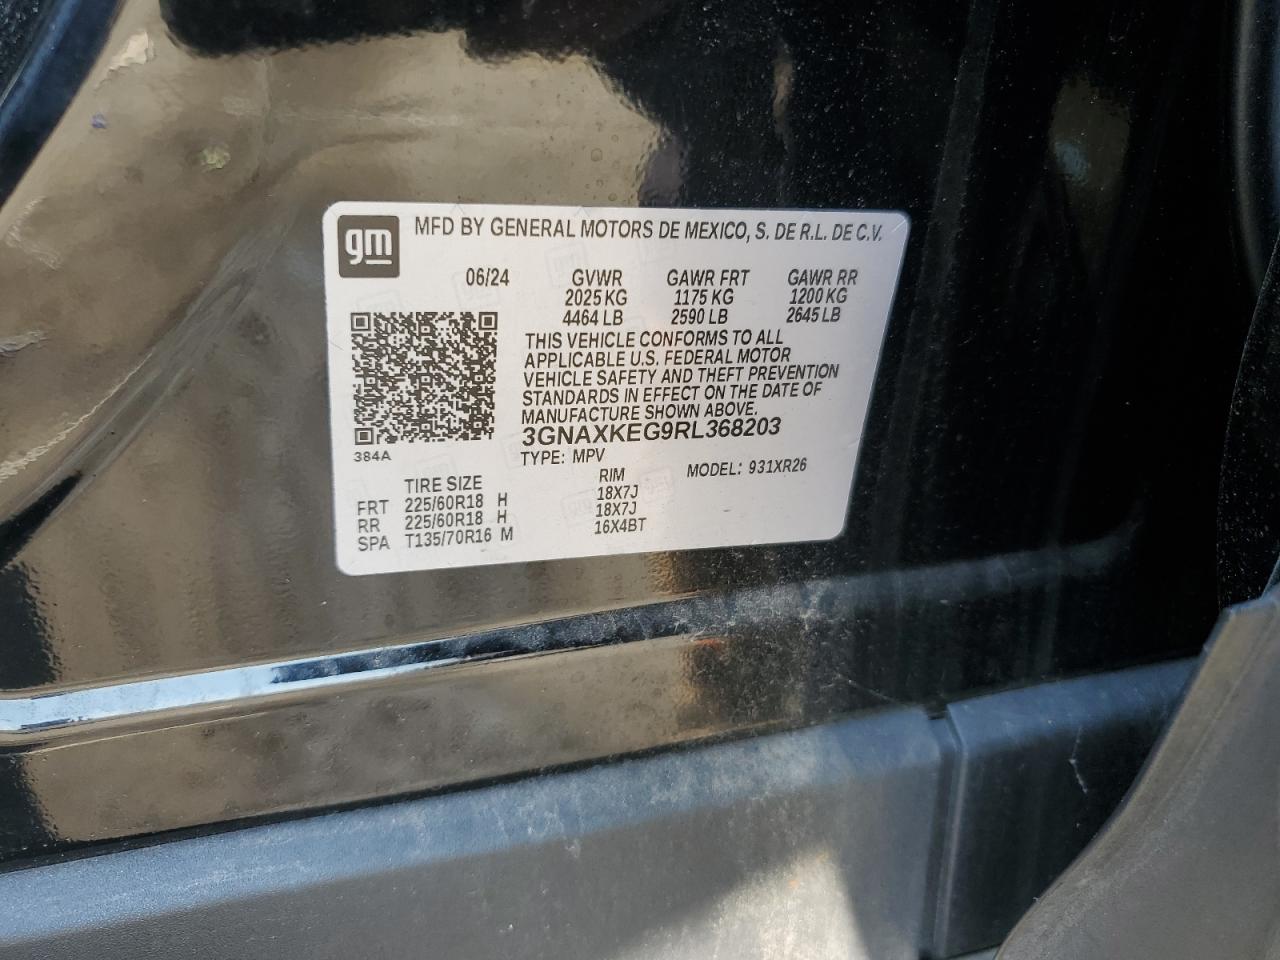 gm MFD BY GENERAL MOTORS DE MEXICO, S. DE R.L. DE C.V.
06/24 GVWR GAWR FRT GAWR RR
2025 KG 1175 KG 1200 KG
4464 LB 2590 LB 2645 LB
THIS VEHICLE CONFORMS TO ALL
APPLICABLE U.S. FEDERAL MOTOR
VEHICLE SAFETY AND THEFT PREVENTION
STANDARDS IN EFFECT ON THE DATE OF
MANUFACTURE SHOWN ABOVE.
3GNAXKEG9RL368203
384A
TYPE: MPV MODEL: 931XR26
TIRE SIZE RIM
FRT 225/60R18 H 18X7J
RR 225/60R18 H 18X7J
SPA T135/70R16 M 16X4BT